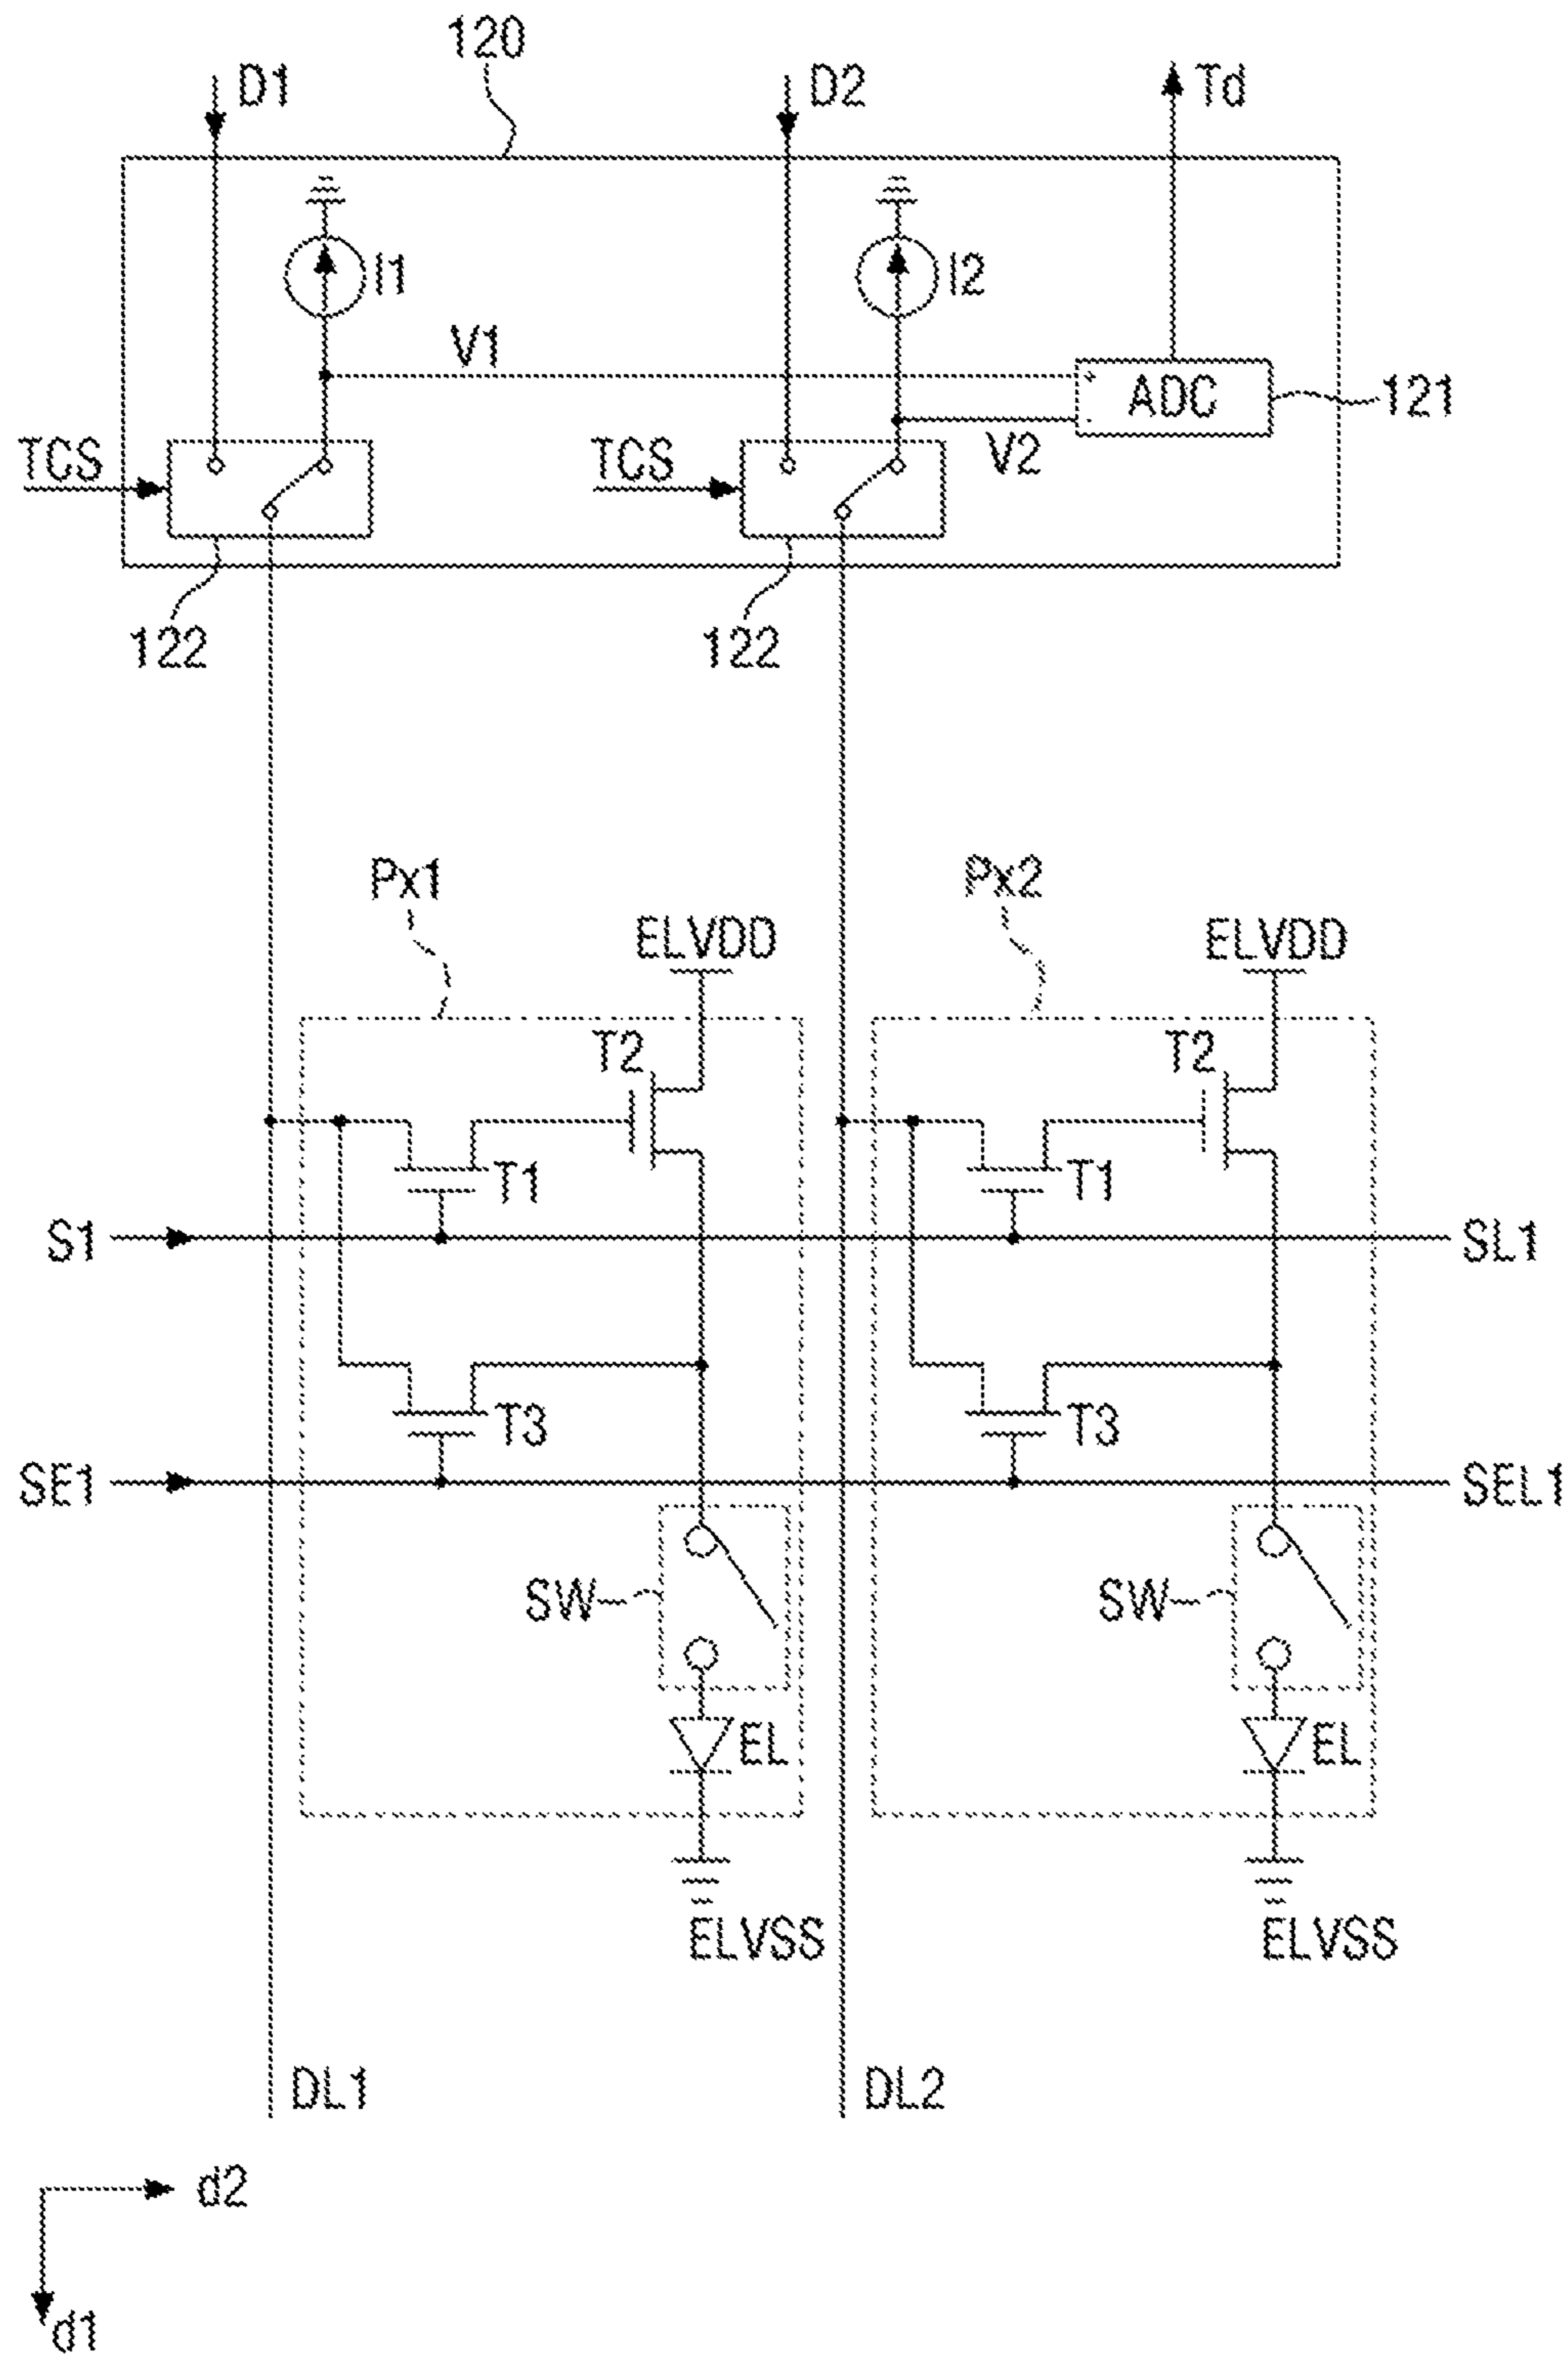 120
D1
D2
Td
I1
I2
V1
ADC
121
TCS
TCS
V2
122
122
Px1
Px2
ELVDD
ELVDD
T2
T2
T1
T1
S1
SL1
T3
T3
SE1
SEL1
SW
SW
EL
EL
ELVSS
ELVSS
DL1
DL2
d2
d1